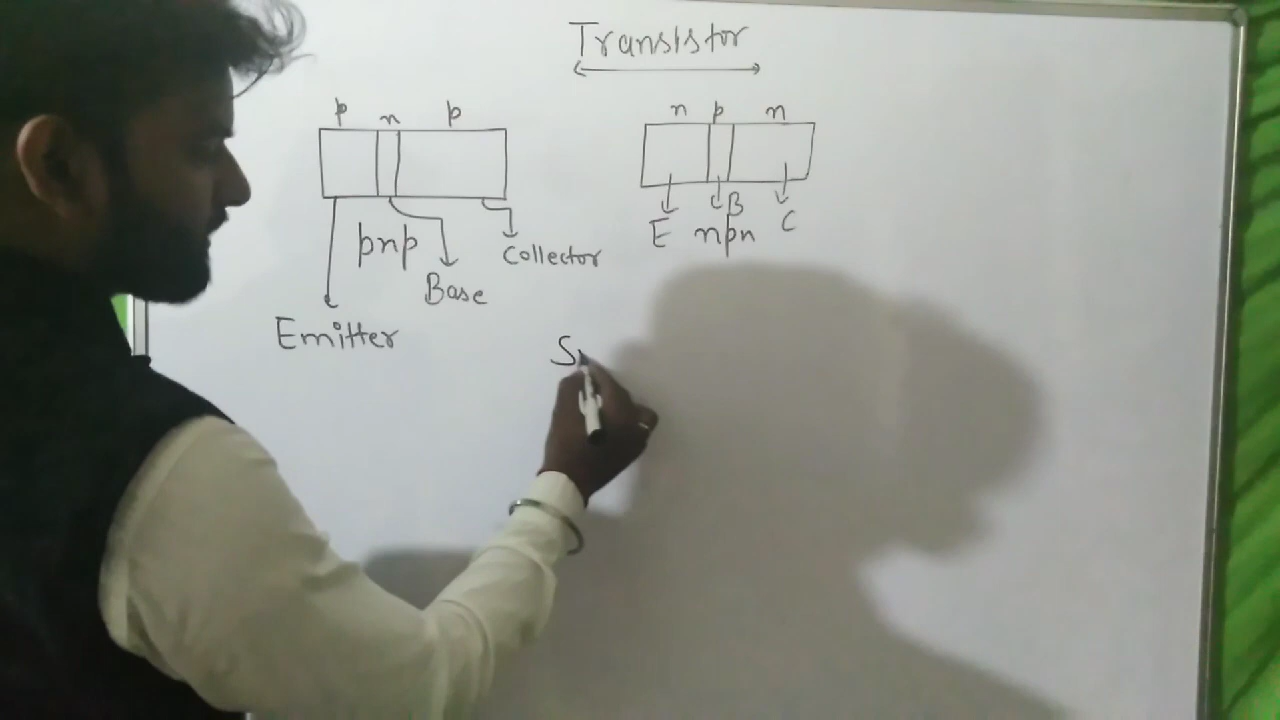 Transistor
p n p
n p n
E B C
pnp
npn
Collector
Base
Emitter
S